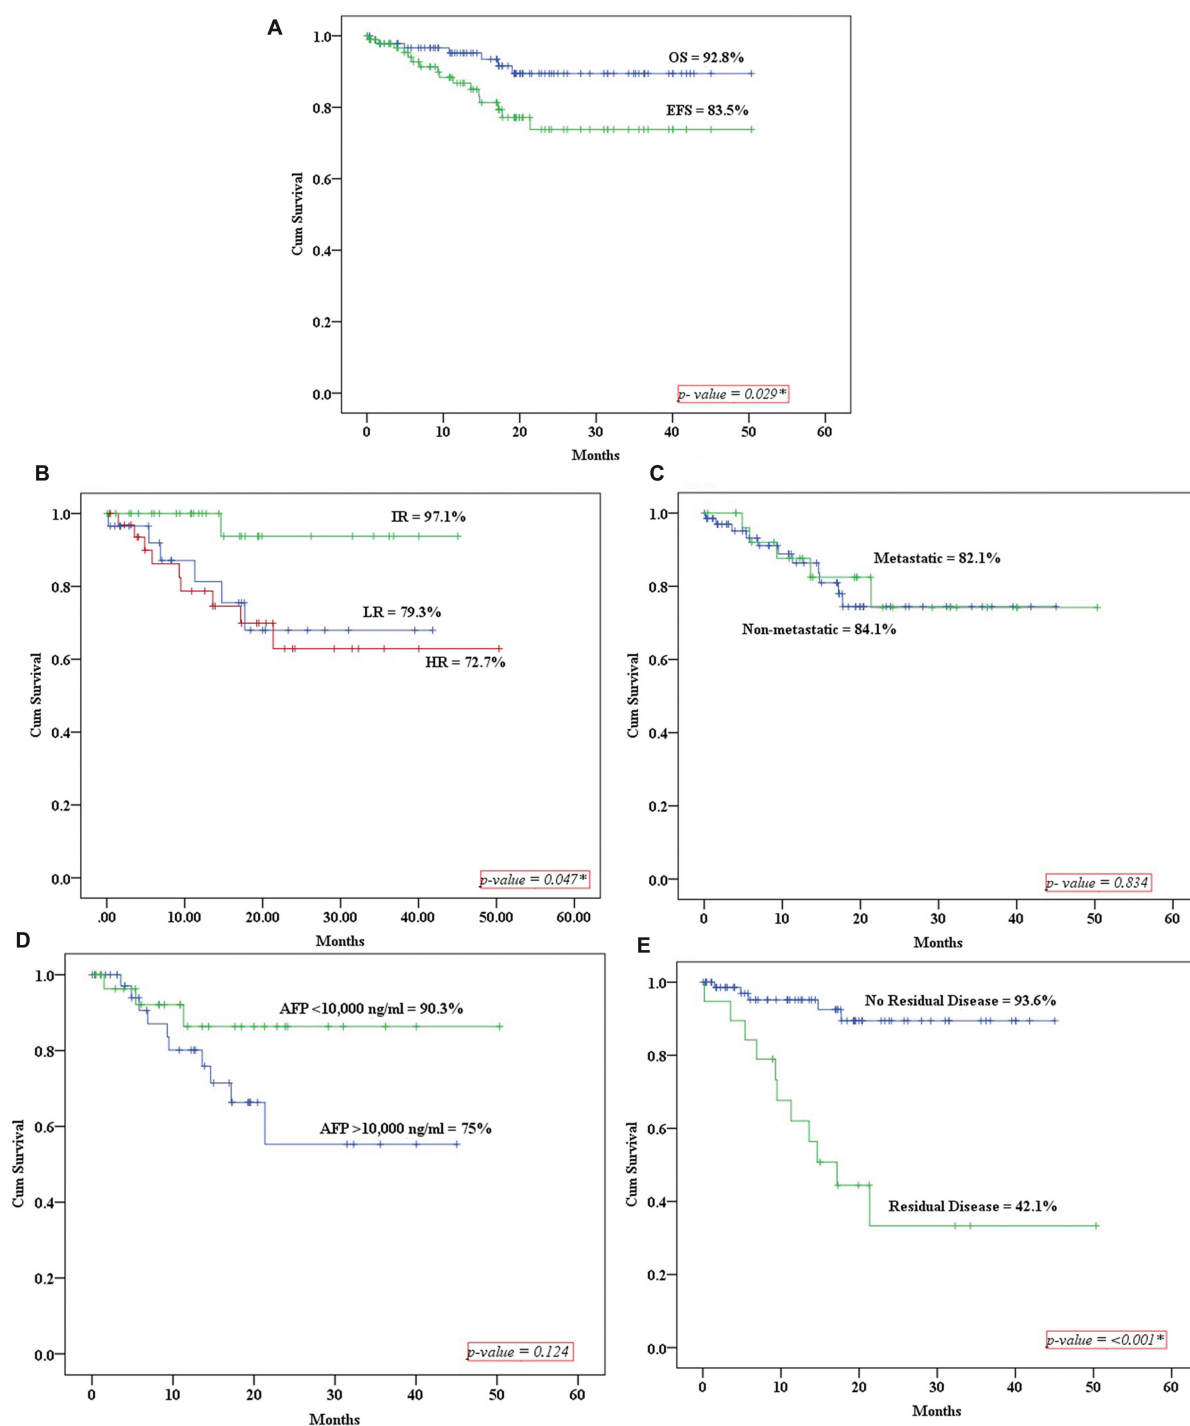 A
1.0
0.8
0.6
0.4
0.2
0.0
Cum Survival
OS = 92.8%
EFS = 83.5%
p- value = 0.029*
0 10 20 30 40 50 60
Months
B
1.0
0.8
0.6
0.4
0.2
0.0
Cum Survival
IR = 97.1%
LR = 79.3%
HR = 72.7%
p-value = 0.047*
.00 10.00 20.00 30.00 40.00 50.00 60.00
Months
C
1.0
0.8
0.6
0.4
0.2
0.0
Cum Survival
Metastatic = 82.1%
Non-metastatic = 84.1%
p- value = 0.834
0 10 20 30 40 50 60
Months
D
1.0
0.8
0.6
0.4
0.2
0.0
Cum Survival
AFP <10,000 ng/ml = 90.3%
AFP >10,000 ng/ml = 75%
p-value = 0.124
0 10 20 30 40 50 60
Months
E
1.0
0.8
0.6
0.4
0.2
0.0
Cum Survival
No Residual Disease = 93.6%
Residual Disease = 42.1%
p-value = <0.001*
0 10 20 30 40 50 60
Months